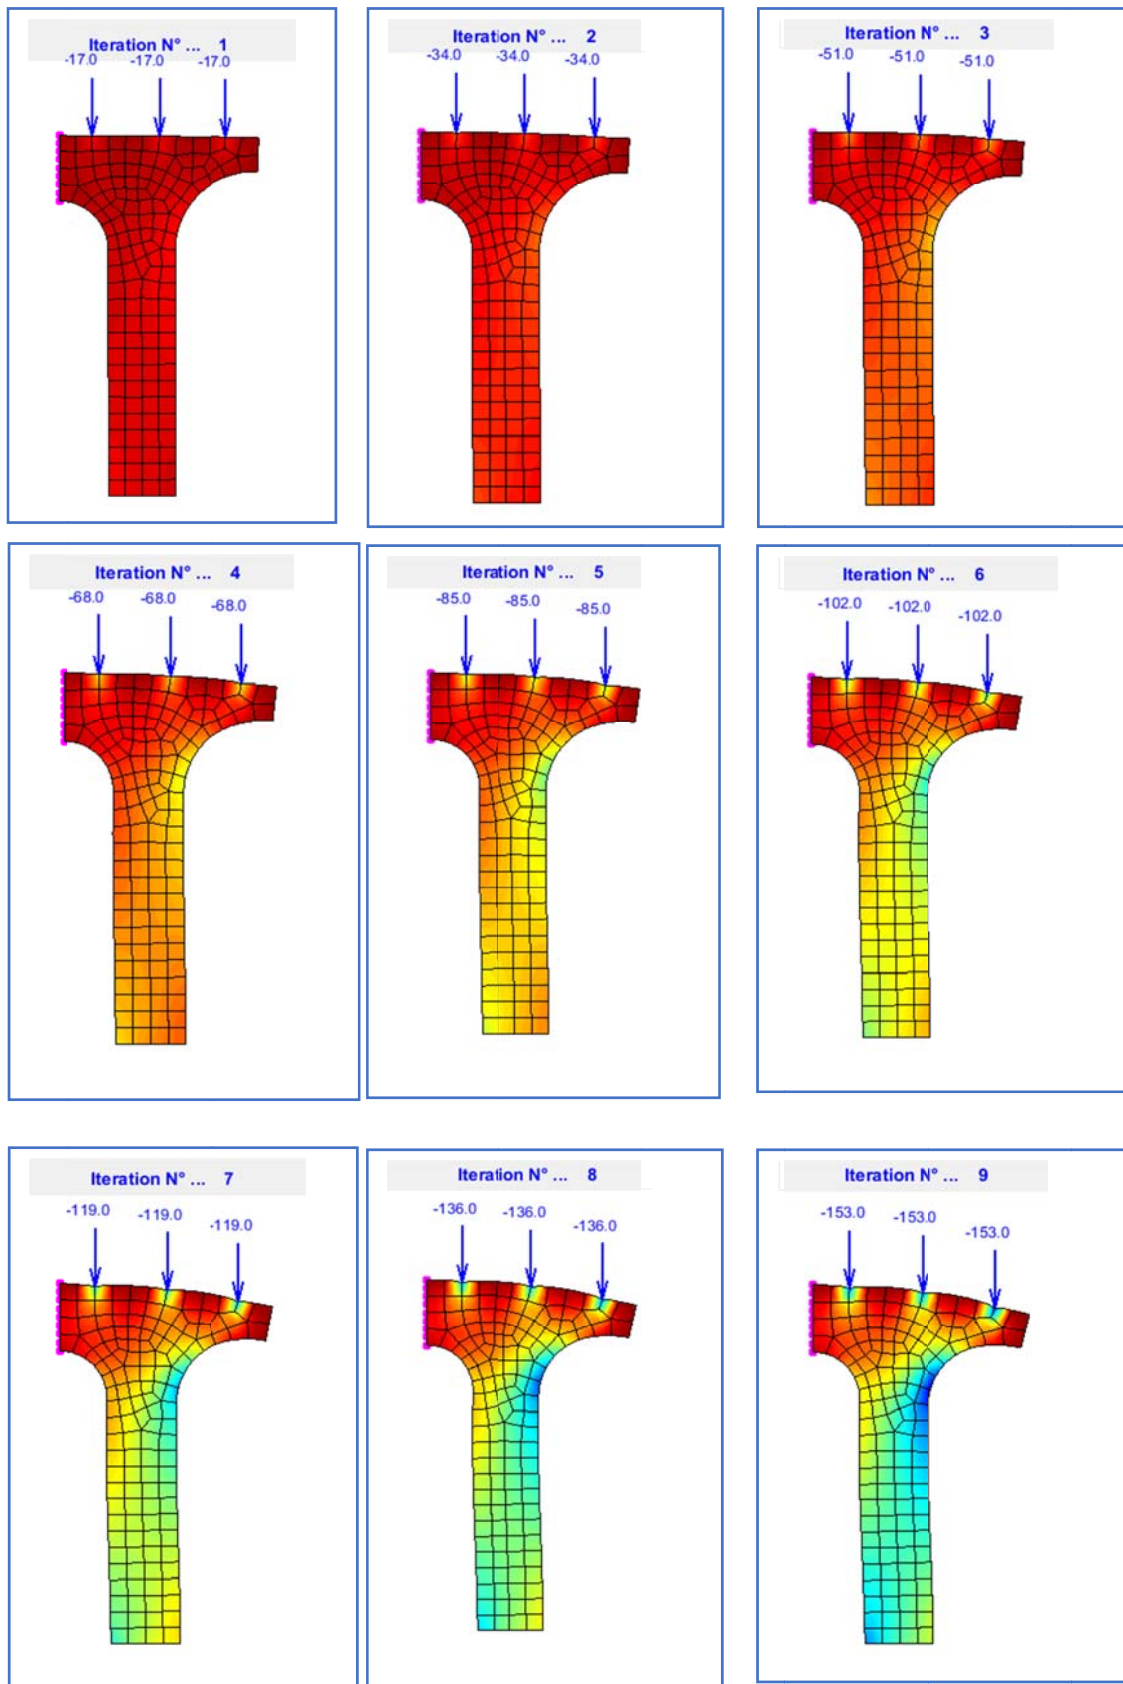 Iteration N° ... 1
-17.0 -17.0 -17.0
Iteration N° ... 2
-34.0 -34.0 -34.0
Iteration N° ... 3
-51.0 -51.0 -51.0
Iteration N° ... 4
-68.0 -68.0 -68.0
Iteration N° ... 5
-85.0 -85.0 -85.0
Iteration N° ... 6
-102.0 -102.0 -102.0
Iteration N° ... 7
-119.0 -119.0 -119.0
Iteration N° ... 8
-136.0 -136.0 -136.0
Iteration N° ... 9
-153.0 -153.0 -153.0